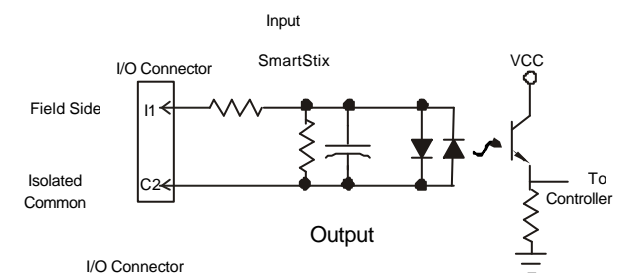 Input
SmartStix
I/O Connector
VCC
Field Side
I1
Isolated
Common
C2
To
Controller
Output
I/O Connector